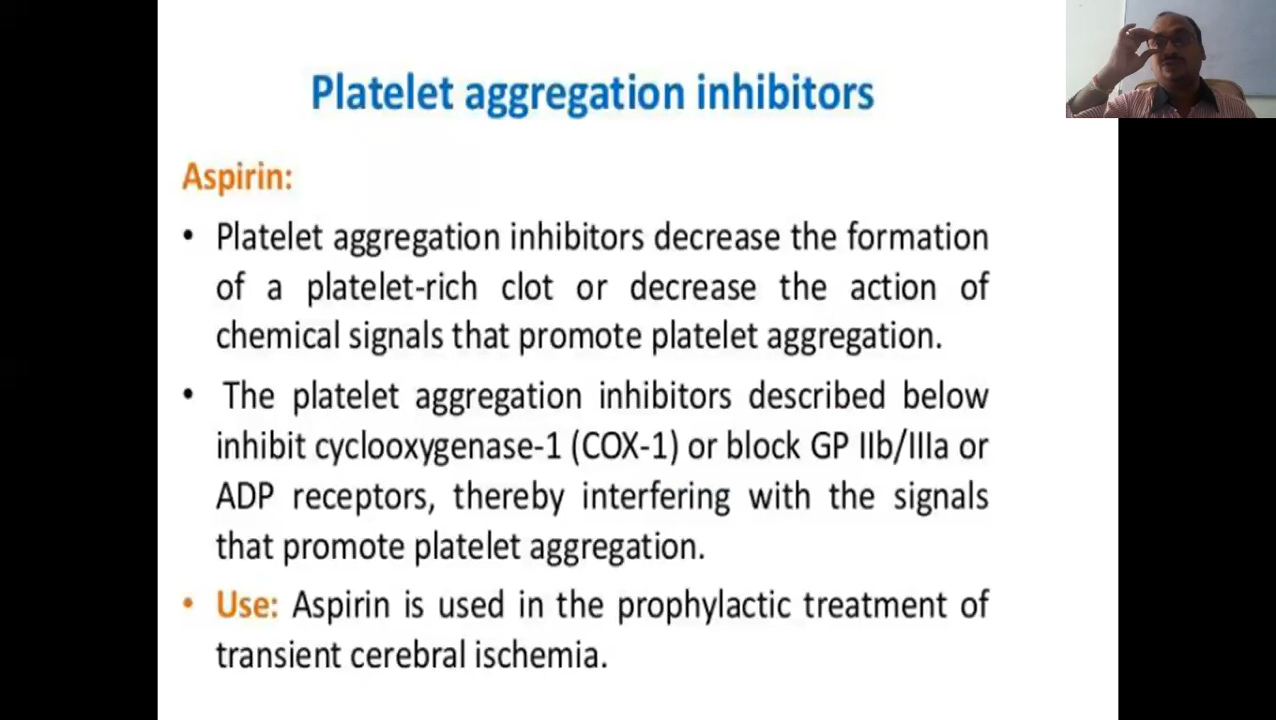 Platelet aggregation inhibitors
Aspirin:
• Platelet aggregation inhibitors decrease the formation
of a platelet-rich clot or decrease the action of
chemical signals that promote platelet aggregation.
• The platelet aggregation inhibitors described below
inhibit cyclooxygenase-1 (COX-1) or block GP IIb/IIIa or
ADP receptors, thereby interfering with the signals
that promote platelet aggregation.
• Use: Aspirin is used in the prophylactic treatment of
transient cerebral ischemia.